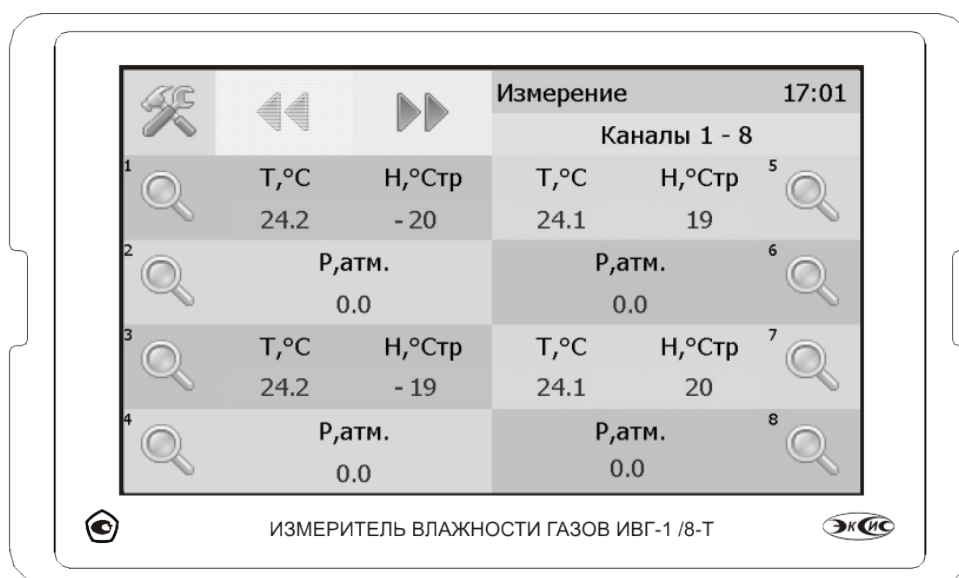 Измерение 17:01
Каналы 1 - 8
1 T,°C H,°Cтр T,°C H,°Cтр 5
24.2 - 20 24.1 19
2 Р,атм. Р,атм. 6
0.0 0.0
3 T,°C H,°Cтр T,°C H,°Cтр 7
24.2 - 19 24.1 20
4 Р,атм. Р,атм. 8
0.0 0.0
ИЗМЕРИТЕЛЬ ВЛАЖНОСТИ ГАЗОВ ИВГ-1 /8-Т ЭКСИС